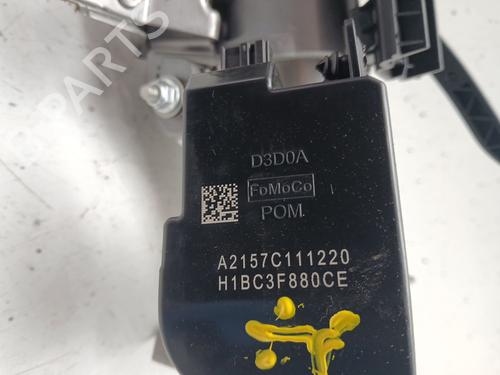 D3D0A
FoMoCo
POM
A2157C111220
H1BC3F880CE